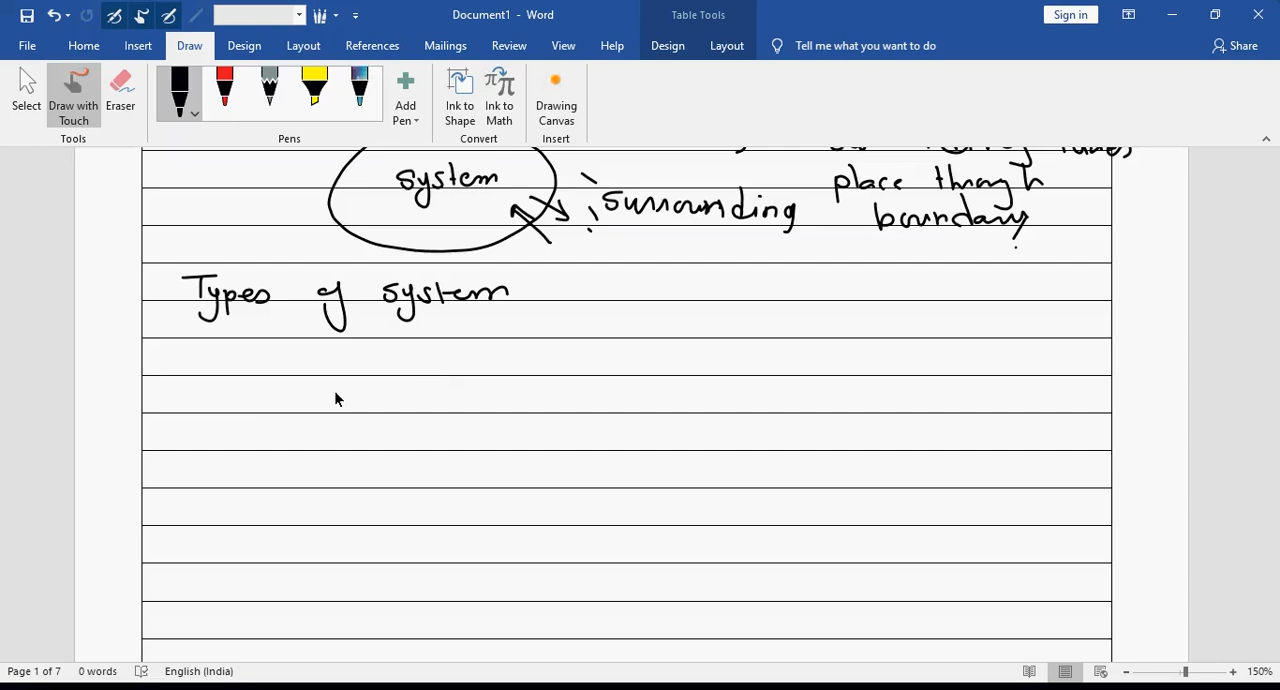 Document1 - Word
Table Tools
Sign in
File Home Insert Draw Design Layout References Mailings Review View Help Design Layout Tell me what you want to do Share
Select Draw with Touch Eraser Add Pen Ink to Shape Ink to Math Drawing Canvas
Tools Pens Convert Insert
takes
system place through
surrounding boundary
Types of system
Page 1 of 7 0 words English (India) 150%